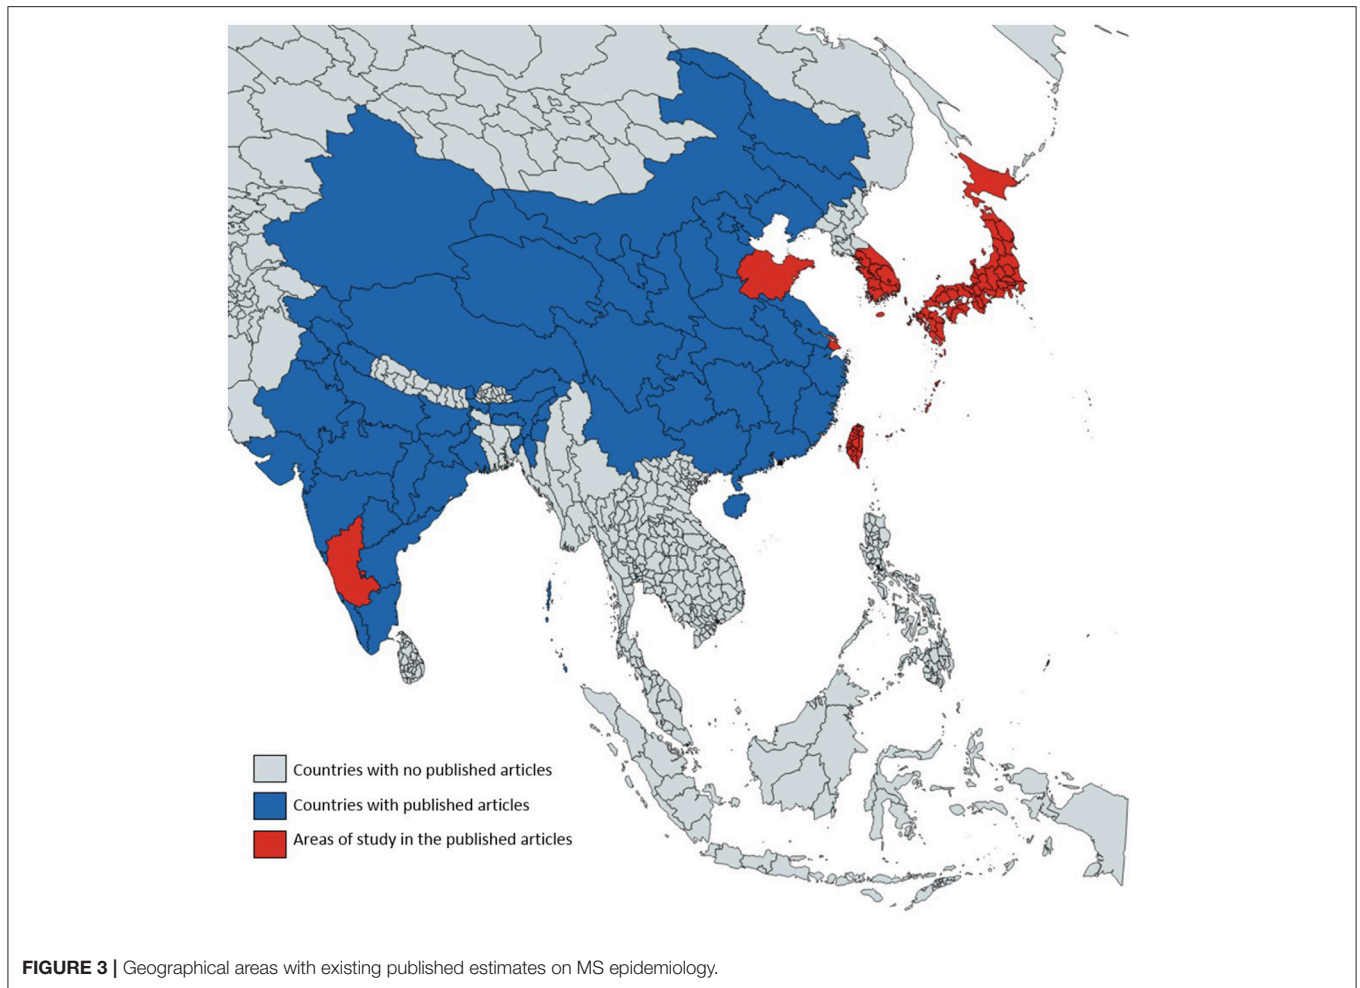 Countries with no published articles
Countries with published articles
Areas of study in the published articles
FIGURE 3 | Geographical areas with existing published estimates on MS epidemiology.